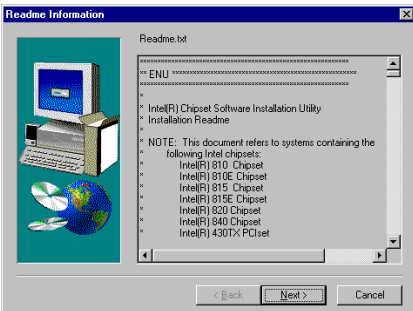 Readme Information
Readme.txt
** ENU **************************************************
*
* Intel(R) Chipset Software Installation Utility
* Installation Readme
*
* NOTE:  This document refers to systems containing the
*        following Intel chipsets:
*           Intel(R) 810  Chipset
*           Intel(R) 810E Chipset
*           Intel(R) 815  Chipset
*           Intel(R) 815E Chipset
*           Intel(R) 820 Chipset
*           Intel(R) 840 Chipset
*           Intel(R) 430TX PCIset
< Back
Next >
Cancel